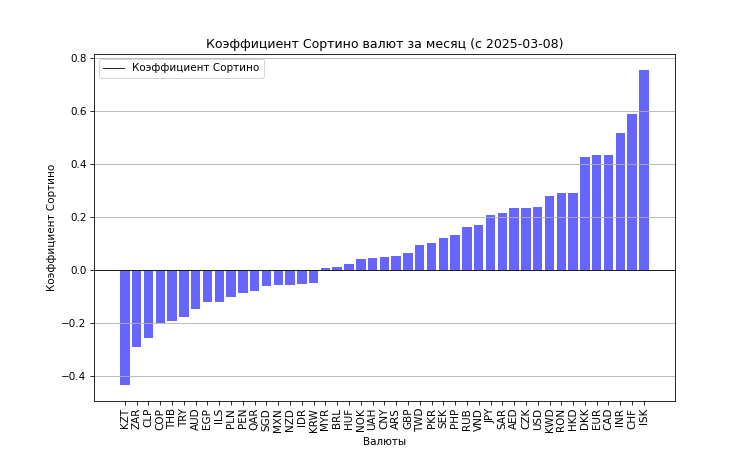 Коэффициент Сортино валют за месяц (с 2025-03-08)
Коэффициент Сортино
Коэффициент Сортино
0.8
0.6
0.4
0.2
0.0
−0.2
−0.4
KZT ZAR CLP COP THB TRY AUD EGP ILS PLN PEN QAR SGD MXN NZD IDR KRW MYR BRL HUF NOK UAH CNY ARS GBP TWD PKR SEK PHP RUB VND JPY SAR AED CZK USD KWD RON HKD DKK EUR CAD INR CHF ISK
Валюты